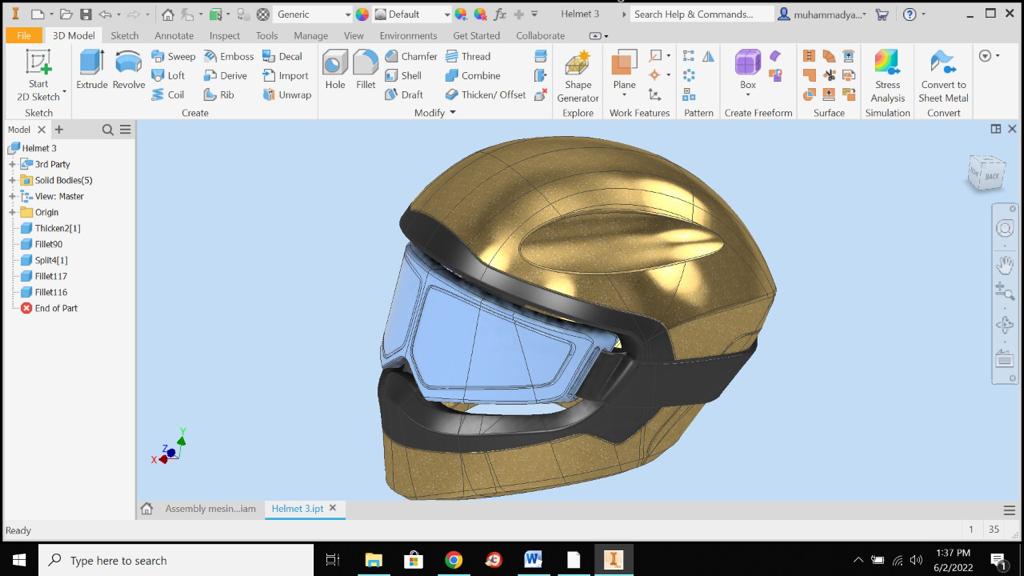 Generic
Default
Helmet 3
Search Help & Commands...
muhammadya...
File
3D Model
Sketch
Annotate
Inspect
Tools
Manage
View
Environments
Get Started
Collaborate
Start
2D Sketch
Extrude
Revolve
Sweep
Emboss
Decal
Loft
Derive
Import
Coil
Rib
Unwrap
Hole
Fillet
Chamfer
Thread
Shell
Combine
Draft
Thicken/ Offset
Shape
Generator
Plane
Box
Stress
Analysis
Convert to
Sheet Metal
Sketch
Create
Modify
Explore
Work Features
Pattern
Create Freeform
Surface
Simulation
Convert
Model
Helmet 3
3rd Party
Solid Bodies(5)
View: Master
Origin
Thicken2[1]
Fillet90
Split4[1]
Fillet117
Fillet116
End of Part
BACK
Y
Z
X
Assembly mesin...iam
Helmet 3.ipt
Ready
1
35
Type here to search
1:37 PM
6/2/2022
1